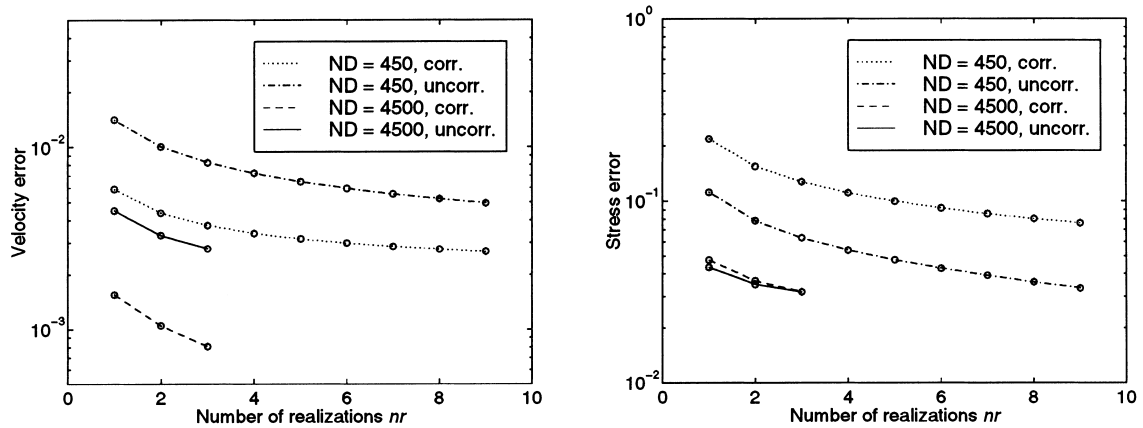 Velocity error
10⁻²
10⁻³
ND = 450, corr.
ND = 450, uncorr.
ND = 4500, corr.
ND = 4500, uncorr.
0 2 4 6 8 10
Number of realizations nr
Stress error
10⁰
10⁻¹
10⁻²
ND = 450, corr.
ND = 450, uncorr.
ND = 4500, corr.
ND = 4500, uncorr.
0 2 4 6 8 10
Number of realizations nr